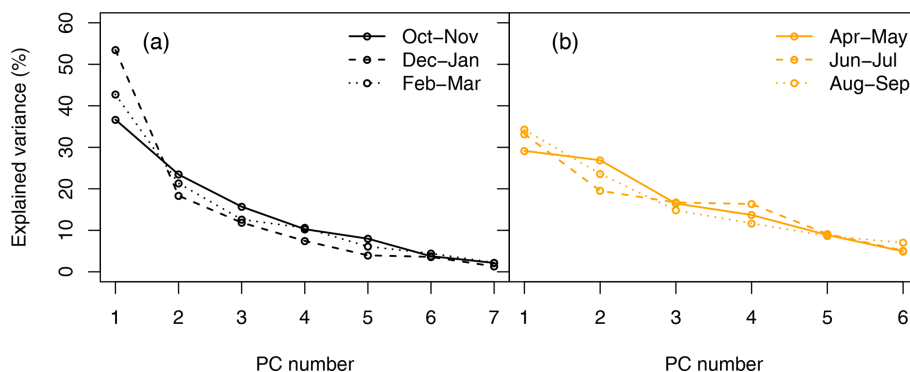 Explained variance (%)
60
50
40
30
20
10
0
(a)
Oct−Nov
Dec−Jan
Feb−Mar
1 2 3 4 5 6 7
PC number
(b)
Apr−May
Jun−Jul
Aug−Sep
1 2 3 4 5 6
PC number